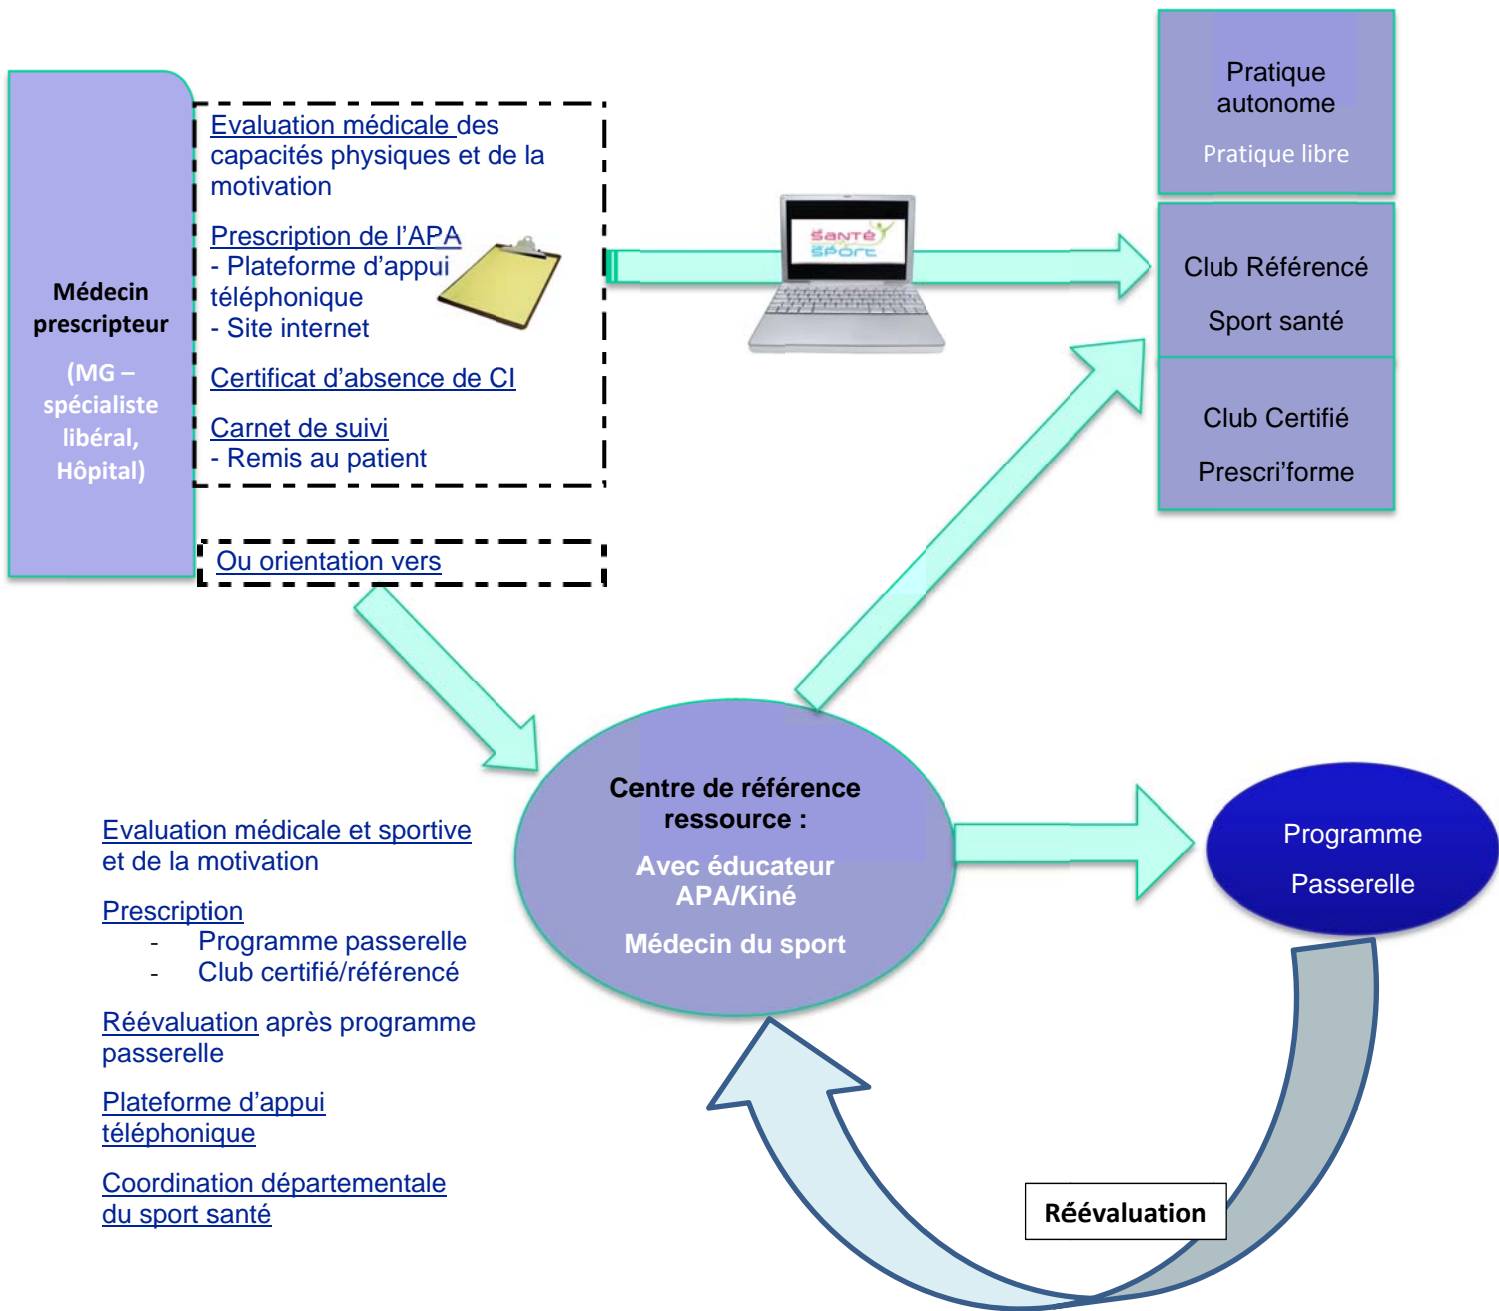 Médecin
prescripteur
(MG –
spécialiste
libéral,
Hôpital)
Evaluation médicale des
capacités physiques et de la
motivation
Prescription de l’APA
- Plateforme d’appui
téléphonique
- Site internet
Certificat d’absence de CI
Carnet de suivi
- Remis au patient
Ou orientation vers
SANTÉ
SPORT
Pratique
autonome
Pratique libre
Club Référencé
Sport santé
Club Certifié
Prescri’forme
Centre de référence
ressource :
Avec éducateur
APA/Kiné
Médecin du sport
Programme
Passerelle
Evaluation médicale et sportive
et de la motivation
Prescription
- Programme passerelle
- Club certifié/référencé
Réévaluation après programme
passerelle
Plateforme d’appui
téléphonique
Coordination départementale
du sport santé
Réévaluation